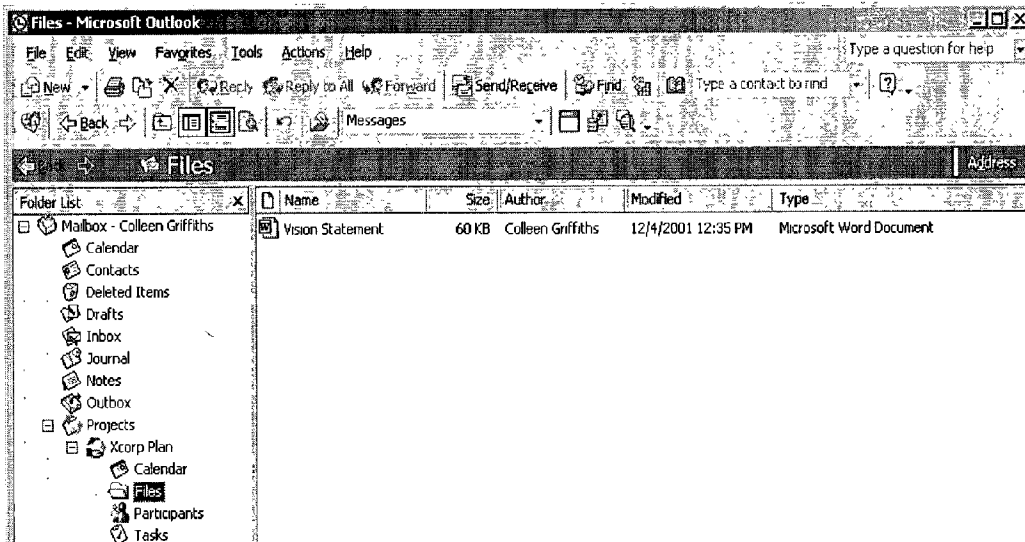 Files - Microsoft Outlook
File Edit View Favorites Tools Actions Help Type a question for help
New Reply Reply to All Forward Send/Receive Find Type a contact to find
Back Messages
Files Address
Folder List Name Size Author Modified Type
Mailbox - Colleen Griffiths Vision Statement 60 KB Colleen Griffiths 12/4/2001 12:35 PM Microsoft Word Document
Calendar
Contacts
Deleted Items
Drafts
Inbox
Journal
Notes
Outbox
Projects
Xcorp Plan
Calendar
Files
Participants
Tasks